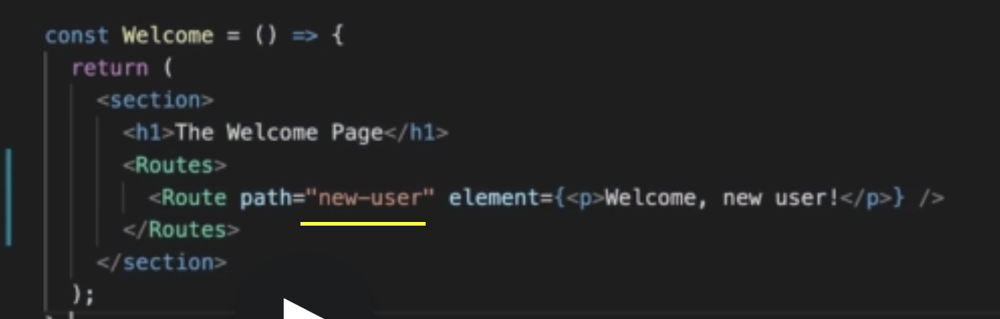 const Welcome = () => {
return (
<section>
<h1>The Welcome Page</h1>
<Routes>
<Route path="new-user" element={<p>Welcome, new user!</p>} />
</Routes>
</section>
);